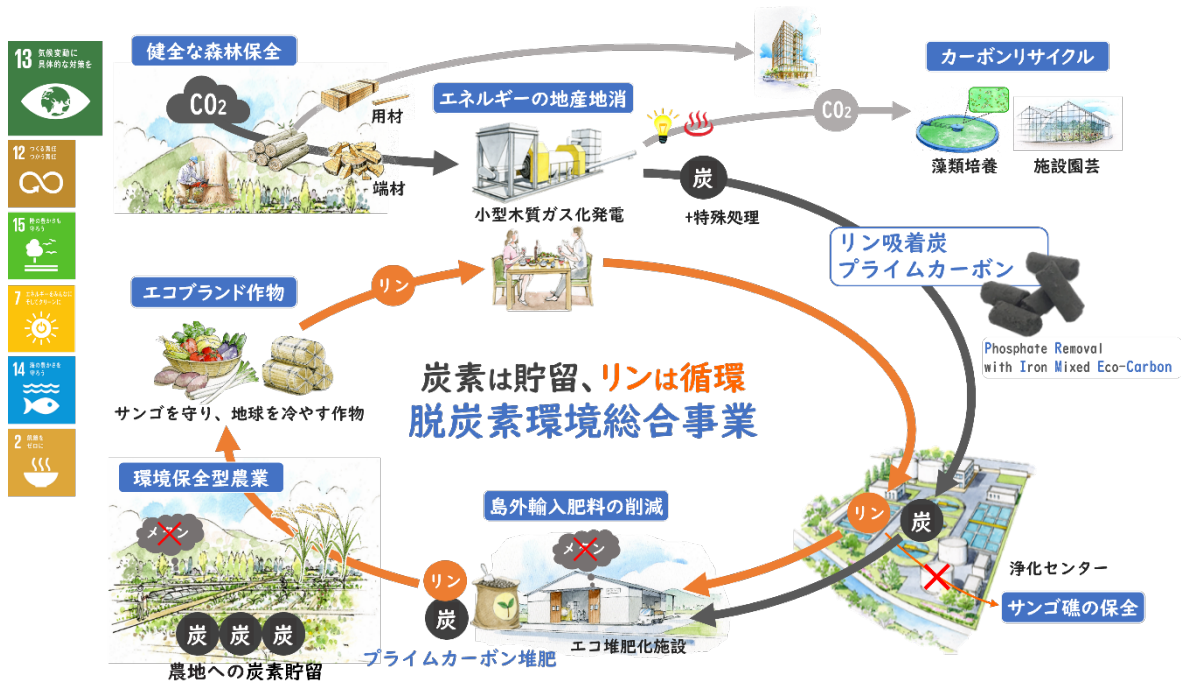 13 気候変動に
具体的な対策を
12 つくる責任
つかう責任
15 陸の豊かさも
守ろう
7 エネルギーをみんなに
そしてクリーンに
14 海の豊かさを
守ろう
2 飢餓を
ゼロに
健全な森林保全
CO2
用材
端材
エネルギーの地産地消
小型木質ガス化発電
炭
+特殊処理
CO2
カーボンリサイクル
藻類培養
施設園芸
リン吸着炭
プライムカーボン
Phosphate Removal
with Iron Mixed Eco-Carbon
エコブランド作物
リン
サンゴを守り、地球を冷やす作物
炭素は貯留、リンは循環
脱炭素環境総合事業
環境保全型農業
メタン
炭 炭 炭
農地への炭素貯留
リン
炭
プライムカーボン堆肥
島外輸入肥料の削減
メタン
エコ堆肥化施設
リン
炭
浄化センター
サンゴ礁の保全